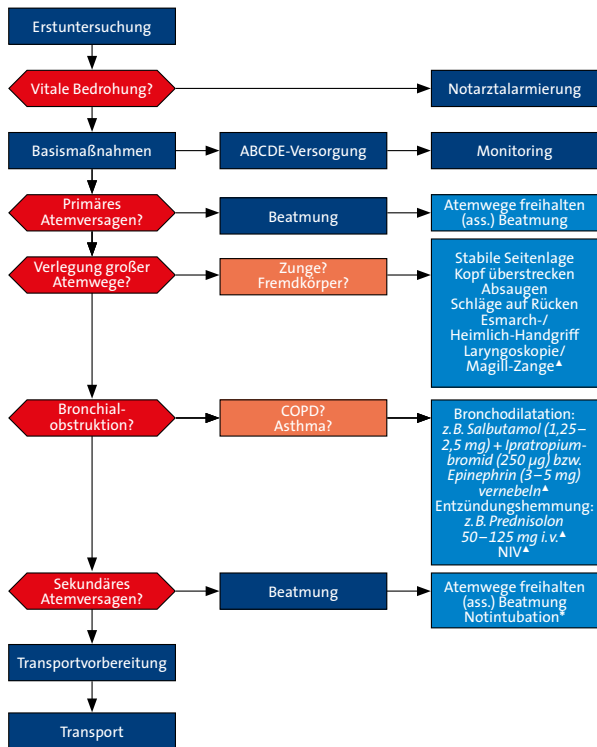 Erstuntersuchung
Vitale Bedrohung?
Notarztalarmierung
Basismaßnahmen
ABCDE-Versorgung
Monitoring
Primäres
Atemversagen?
Beatmung
Atemwege freihalten
(ass.) Beatmung
Verlegung großer
Atemwege?
Zunge?
Fremdkörper?
Stabile Seitenlage
Kopf überstrecken
Absaugen
Schläge auf Rücken
Esmarch-/
Heimlich-Handgriff
Laryngoskopie/
Magill-Zange▲
Bronchial-
obstruktion?
COPD?
Asthma?
Bronchodilatation:
z.B. Salbutamol (1,25–
2,5 mg) + Ipratropium-
bromid (250 µg) bzw.
Epinephrin (3–5 mg)
vernebeln▲
Entzündungshemmung:
z.B. Prednisolon
50–125 mg i.v.▲
NIV▲
Sekundäres
Atemversagen?
Beatmung
Atemwege freihalten
(ass.) Beatmung
Notintubation*
Transportvorbereitung
Transport